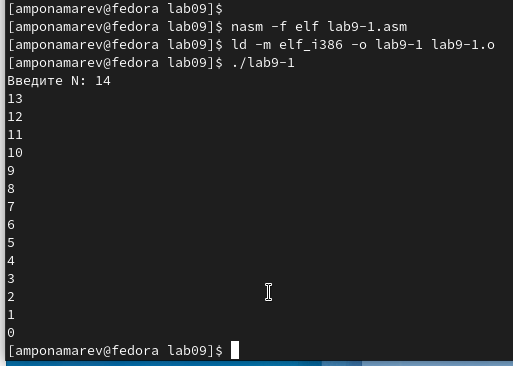 [amponamarev@fedora lab09]$
[amponamarev@fedora lab09]$ nasm -f elf lab9-1.asm
[amponamarev@fedora lab09]$ ld -m elf_i386 -o lab9-1 lab9-1.o
[amponamarev@fedora lab09]$ ./lab9-1
Введите N: 14
13
12
11
10
9
8
7
6
5
4
3
2
1
0
[amponamarev@fedora lab09]$